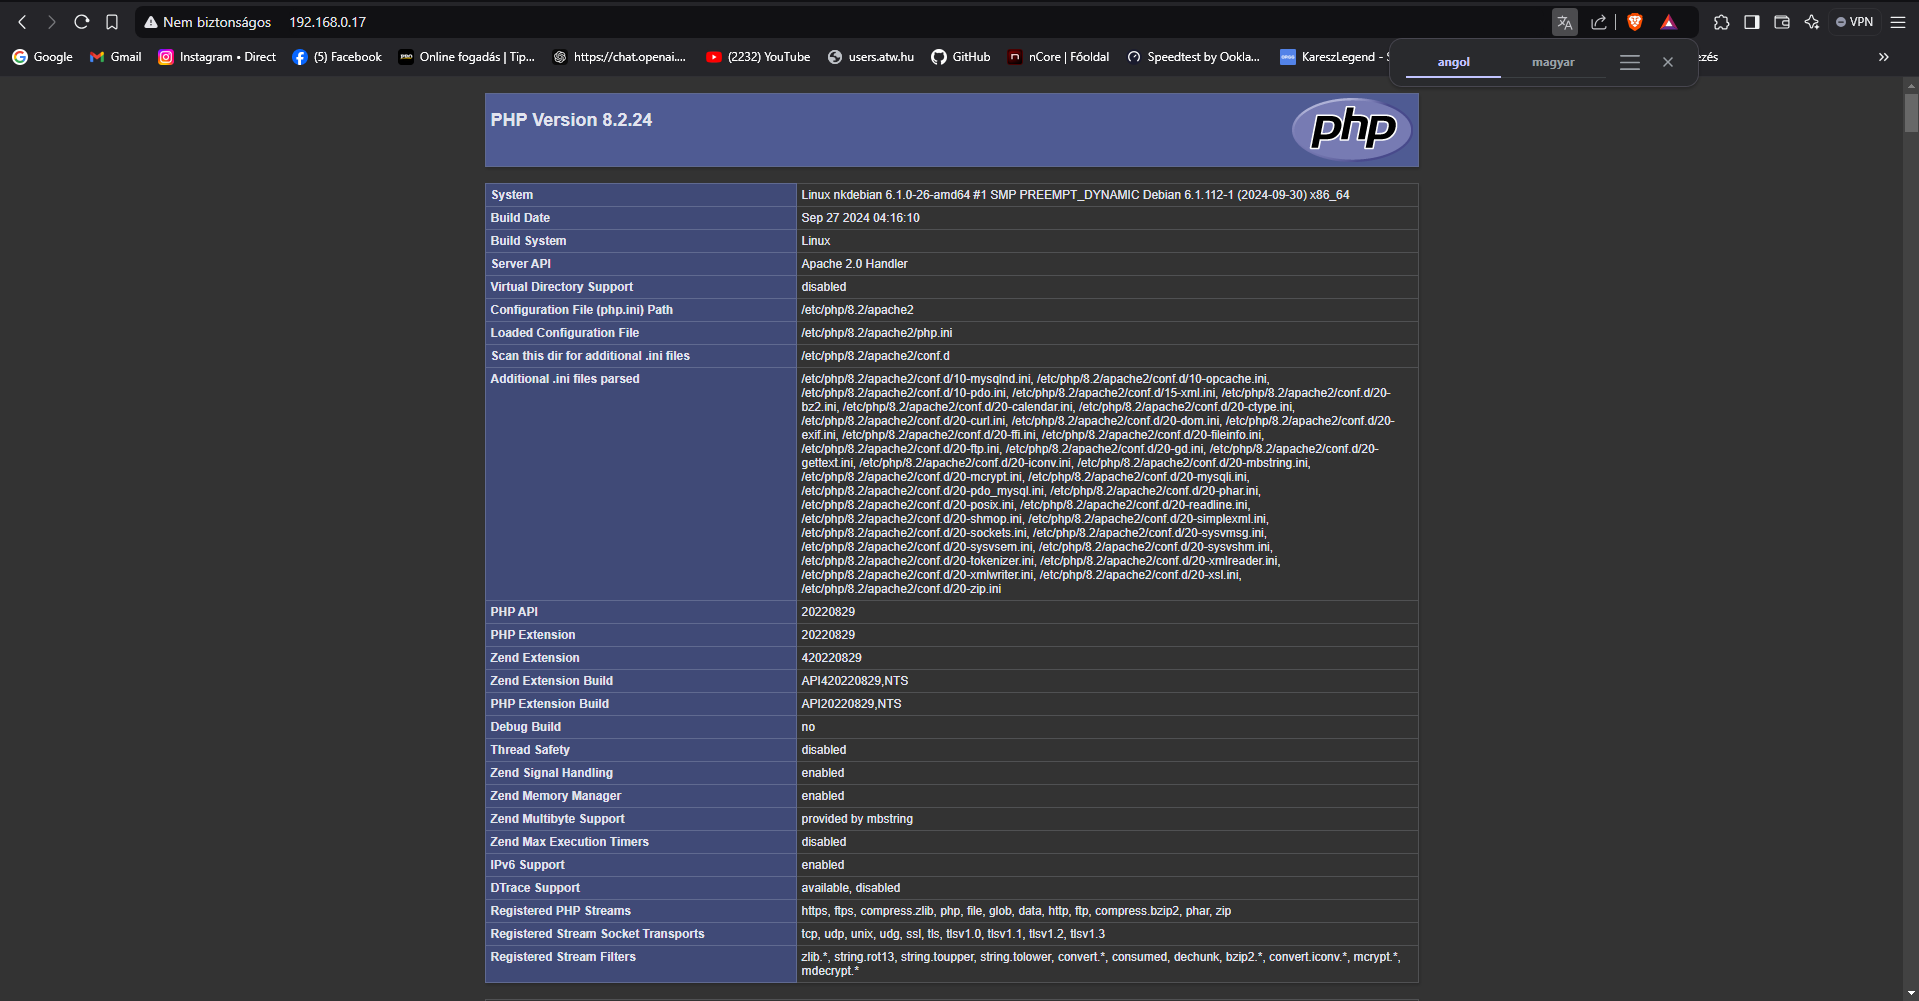 Nem biztonságos 192.168.0.17 VPN
Google Gmail Instagram • Direct (5) Facebook Online fogadás | Tip... https://chat.openai.... (2232) YouTube users.atw.hu GitHub nCore | Főoldal Speedtest by Ookla... KareszLegend - S zés »
angol magyar
PHP Version 8.2.24
php
System Linux nkdebian 6.1.0-26-amd64 #1 SMP PREEMPT_DYNAMIC Debian 6.1.112-1 (2024-09-30) x86_64
Build Date Sep 27 2024 04:16:10
Build System Linux
Server API Apache 2.0 Handler
Virtual Directory Support disabled
Configuration File (php.ini) Path /etc/php/8.2/apache2
Loaded Configuration File /etc/php/8.2/apache2/php.ini
Scan this dir for additional .ini files /etc/php/8.2/apache2/conf.d
Additional .ini files parsed /etc/php/8.2/apache2/conf.d/10-mysqlnd.ini, /etc/php/8.2/apache2/conf.d/10-opcache.ini,
/etc/php/8.2/apache2/conf.d/10-pdo.ini, /etc/php/8.2/apache2/conf.d/15-xml.ini, /etc/php/8.2/apache2/conf.d/20-
bz2.ini, /etc/php/8.2/apache2/conf.d/20-calendar.ini, /etc/php/8.2/apache2/conf.d/20-ctype.ini,
/etc/php/8.2/apache2/conf.d/20-curl.ini, /etc/php/8.2/apache2/conf.d/20-dom.ini, /etc/php/8.2/apache2/conf.d/20-
exif.ini, /etc/php/8.2/apache2/conf.d/20-ffi.ini, /etc/php/8.2/apache2/conf.d/20-fileinfo.ini,
/etc/php/8.2/apache2/conf.d/20-ftp.ini, /etc/php/8.2/apache2/conf.d/20-gd.ini, /etc/php/8.2/apache2/conf.d/20-
gettext.ini, /etc/php/8.2/apache2/conf.d/20-iconv.ini, /etc/php/8.2/apache2/conf.d/20-mbstring.ini,
/etc/php/8.2/apache2/conf.d/20-mcrypt.ini, /etc/php/8.2/apache2/conf.d/20-mysqli.ini,
/etc/php/8.2/apache2/conf.d/20-pdo_mysql.ini, /etc/php/8.2/apache2/conf.d/20-phar.ini,
/etc/php/8.2/apache2/conf.d/20-posix.ini, /etc/php/8.2/apache2/conf.d/20-readline.ini,
/etc/php/8.2/apache2/conf.d/20-shmop.ini, /etc/php/8.2/apache2/conf.d/20-simplexml.ini,
/etc/php/8.2/apache2/conf.d/20-sockets.ini, /etc/php/8.2/apache2/conf.d/20-sysvmsg.ini,
/etc/php/8.2/apache2/conf.d/20-sysvsem.ini, /etc/php/8.2/apache2/conf.d/20-sysvshm.ini,
/etc/php/8.2/apache2/conf.d/20-tokenizer.ini, /etc/php/8.2/apache2/conf.d/20-xmlreader.ini,
/etc/php/8.2/apache2/conf.d/20-xmlwriter.ini, /etc/php/8.2/apache2/conf.d/20-xsl.ini,
/etc/php/8.2/apache2/conf.d/20-zip.ini
PHP API 20220829
PHP Extension 20220829
Zend Extension 420220829
Zend Extension Build API420220829,NTS
PHP Extension Build API20220829,NTS
Debug Build no
Thread Safety disabled
Zend Signal Handling enabled
Zend Memory Manager enabled
Zend Multibyte Support provided by mbstring
Zend Max Execution Timers disabled
IPv6 Support enabled
DTrace Support available, disabled
Registered PHP Streams https, ftps, compress.zlib, php, file, glob, data, http, ftp, compress.bzip2, phar, zip
Registered Stream Socket Transports tcp, udp, unix, udg, ssl, tls, tlsv1.0, tlsv1.1, tlsv1.2, tlsv1.3
Registered Stream Filters zlib.*, string.rot13, string.toupper, string.tolower, convert.*, consumed, dechunk, bzip2.*, convert.iconv.*, mcrypt.*,
mdecrypt.*